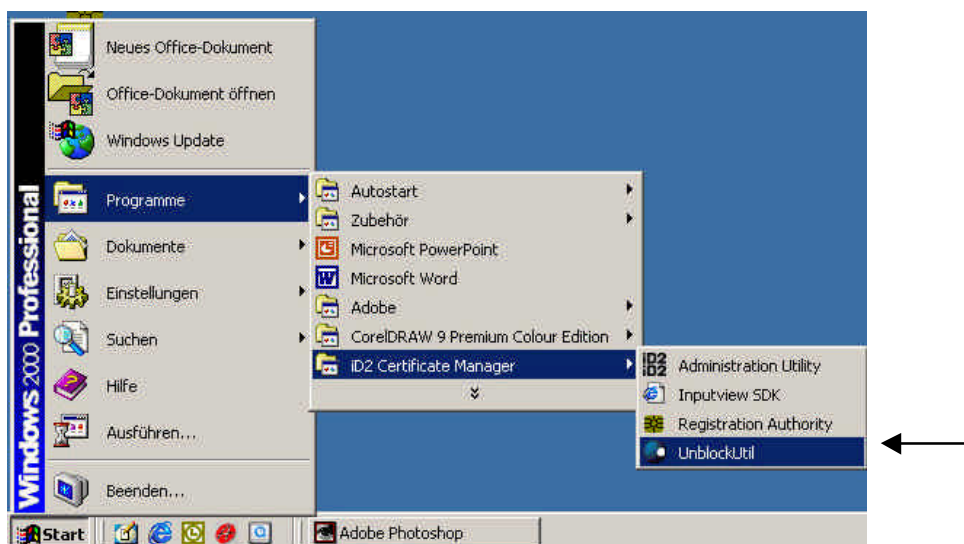 Neues Office-Dokument
Office-Dokument öffnen
Windows Update
Programme
Dokumente
Einstellungen
Suchen
Hilfe
Ausführen...
Beenden...
Windows 2000 Professional
Autostart
Zubehör
Microsoft PowerPoint
Microsoft Word
Adobe
CorelDRAW 9 Premium Colour Edition
iD2 Certificate Manager
Administration Utility
Inputview SDK
Registration Authority
UnblockUtil
Start
Adobe Photoshop